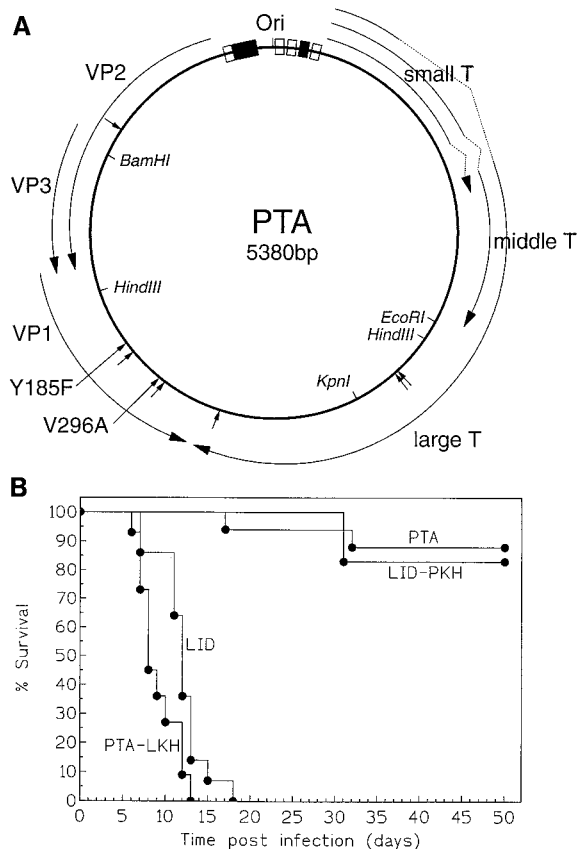 A
Ori
VP2
small T
BamHI
VP3
PTA
5380bp
middle T
HindIII
EcoRI
HindIII
VP1
KpnI
Y185F
V296A
large T
B
100
90
80
70
60
50
40
30
20
10
0
% Survival
PTA
LID-PKH
LID
PTA-LKH
0 5 10 15 20 25 30 35 40 45 50
Time post infection (days)